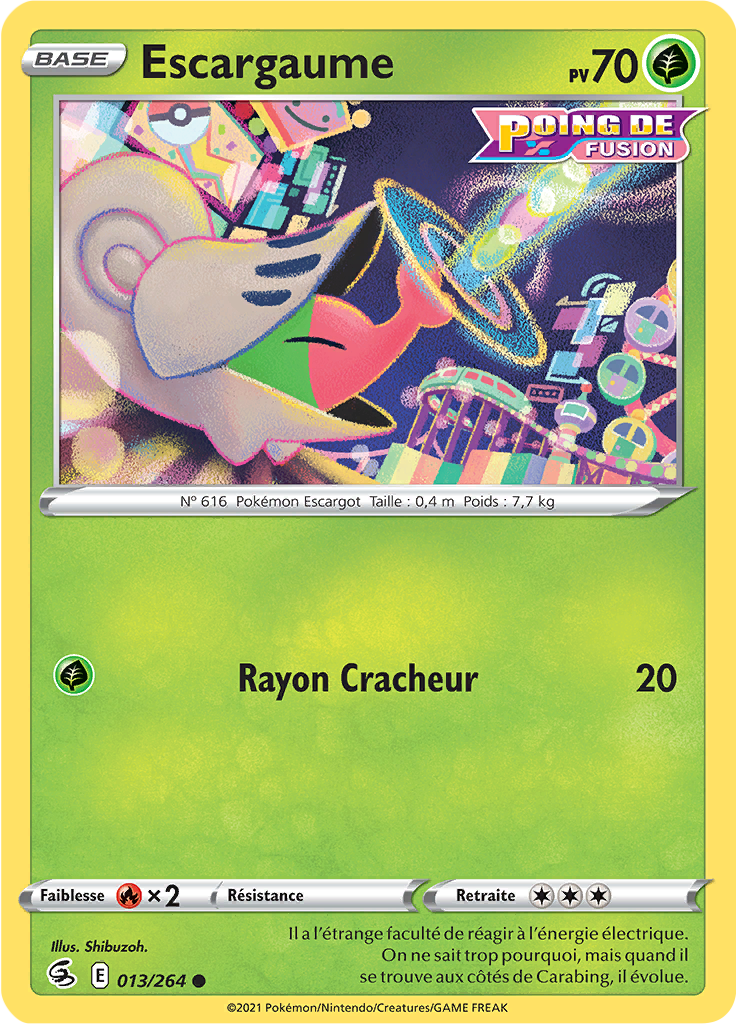 BASE Escargaume PV70
POING DE
FUSION
N° 616 Pokémon Escargot Taille : 0,4 m Poids : 7,7 kg
Rayon Cracheur 20
Faiblesse ×2 Résistance Retraite
Illus. Shibuzoh.
Il a l'étrange faculté de réagir à l'énergie électrique.
On ne sait trop pourquoi, mais quand il
se trouve aux côtés de Carabing, il évolue.
E 013/264
©2021 Pokémon/Nintendo/Creatures/GAME FREAK